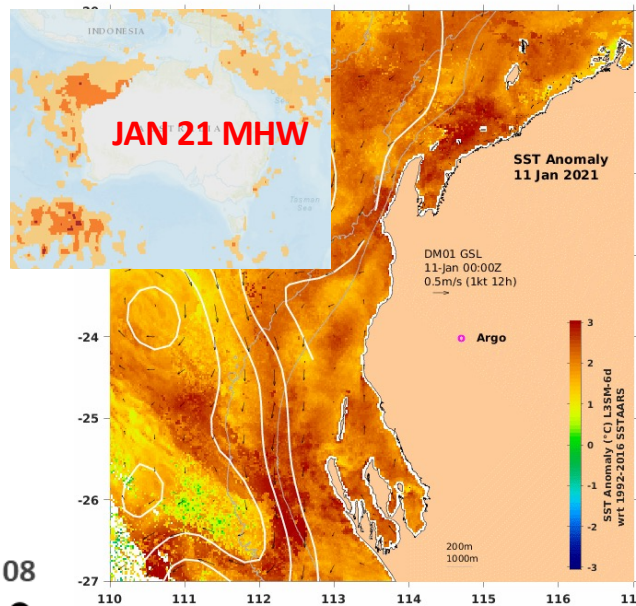 INDONESIA
JAN 21 MHW
Tasman
Sea
SST Anomaly
11 Jan 2021
DM01 GSL
11-Jan 00:00Z
0.5m/s (1kt 12h)
Argo
-24
-25
-26
-27
3
2
1
0
-1
-2
-3
SST Anomaly (°C) L3SM-6d
wrt 1992-2016 SSTAARS
200m
1000m
08
110
111
112
113
114
115
116